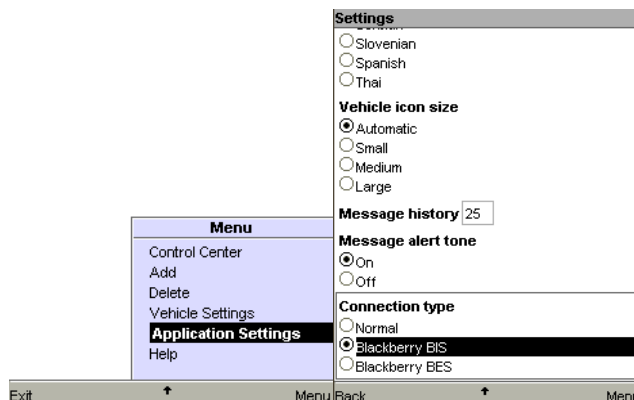 Menu
Control Center
Add
Delete
Vehicle Settings
Application Settings
Help
Exit
Menu
Settings
Slovenian
Spanish
Thai
Vehicle icon size
Automatic
Small
Medium
Large
Message history 25
Message alert tone
On
Off
Connection type
Normal
Blackberry BIS
Blackberry BES
Back
Menu